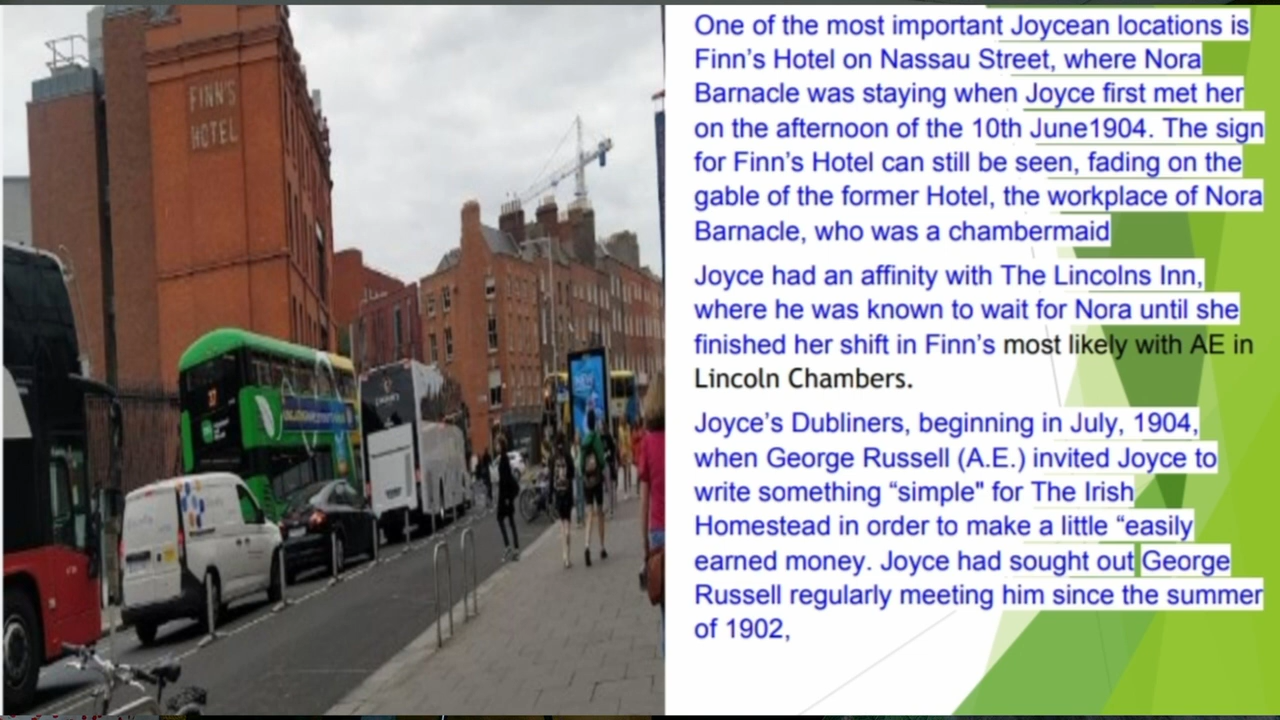 FINN'S
HOTEL
One of the most important Joycean locations is
Finn's Hotel on Nassau Street, where Nora
Barnacle was staying when Joyce first met her
on the afternoon of the 10th June1904. The sign
for Finn's Hotel can still be seen, fading on the
gable of the former Hotel, the workplace of Nora
Barnacle, who was a chambermaid
Joyce had an affinity with The Lincolns Inn,
where he was known to wait for Nora until she
finished her shift in Finn's most likely with AE in
Lincoln Chambers.
Joyce's Dubliners, beginning in July, 1904,
when George Russell (A.E.) invited Joyce to
write something “simple" for The Irish
Homestead in order to make a little “easily
earned money. Joyce had sought out George
Russell regularly meeting him since the summer
of 1902,